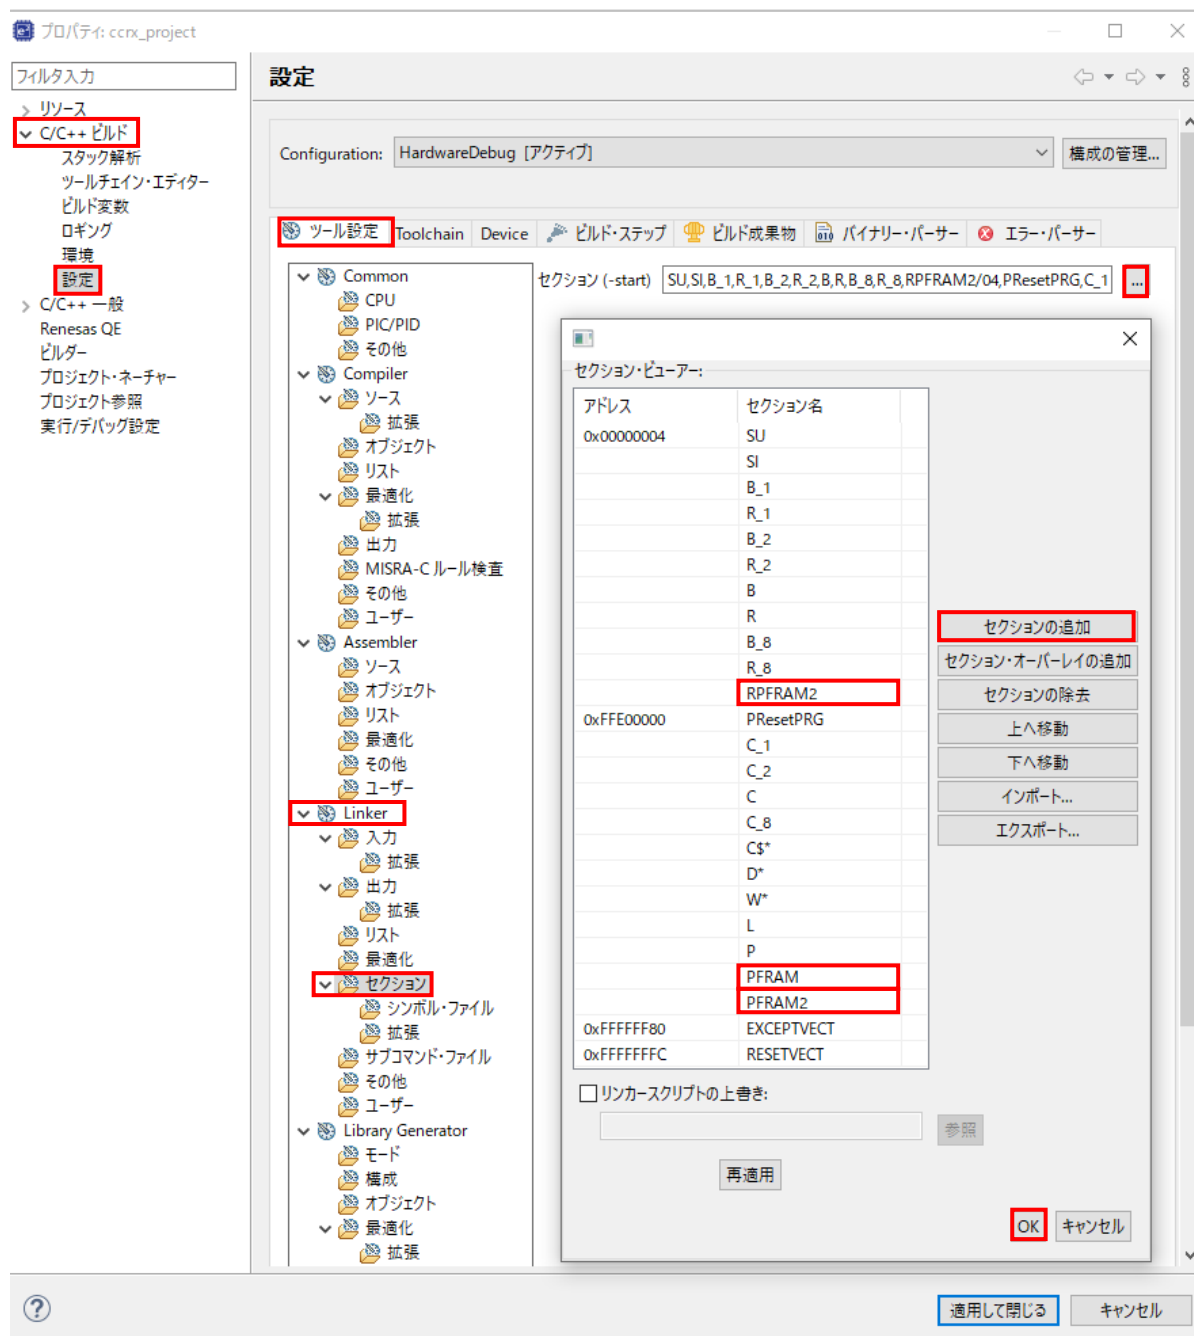 プロパティ: ccrx_project
フィルタ入力
リソース
C/C++ ビルド
スタック解析
ツールチェイン・エディター
ビルド変数
ロギング
環境
設定
C/C++ 一般
Renesas QE
ビルダー
プロジェクト・ネーチャー
プロジェクト参照
実行/デバッグ設定
設定
Configuration:
HardwareDebug [アクティブ]
構成の管理...
ツール設定
Toolchain
Device
ビルド・ステップ
ビルド成果物
バイナリー・パーサー
エラー・パーサー
Common
CPU
PIC/PID
その他
Compiler
ソース
拡張
オブジェクト
リスト
最適化
拡張
出力
MISRA-C ルール検査
その他
ユーザー
Assembler
ソース
オブジェクト
リスト
最適化
その他
ユーザー
Linker
入力
拡張
出力
拡張
リスト
最適化
セクション
シンボル・ファイル
拡張
サブコマンド・ファイル
その他
ユーザー
Library Generator
モード
構成
オブジェクト
最適化
拡張
セクション (-start)
SU,SI,B_1,R_1,B_2,R_2,B,R,B_8,R_8,RPFRAM2/04,PResetPRG,C_1
...
セクション・ビューアー:
アドレス セクション名
0x00000004 SU
SI
B_1
R_1
B_2
R_2
B
R
B_8
R_8
RPFRAM2
0xFFE00000 PResetPRG
C_1
C_2
C
C_8
C$*
D*
W*
L
P
PFRAM
PFRAM2
0xFFFFFF80 EXCEPTVECT
0xFFFFFFFC RESETVECT
セクションの追加
セクション・オーバーレイの追加
セクションの除去
上へ移動
下へ移動
インポート...
エクスポート...
リンカースクリプトの上書き:
参照
再適用
OK
キャンセル
適用して閉じる
キャンセル